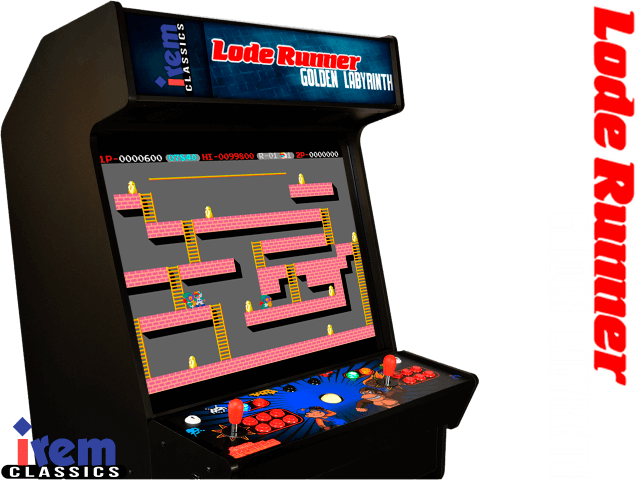 irem
CLASSICS
Lode Runner
GOLDEN LABYRINTH
1P-0000600 HI-0099800 2P-0000000
Lode Runner
irem
CLASSICS